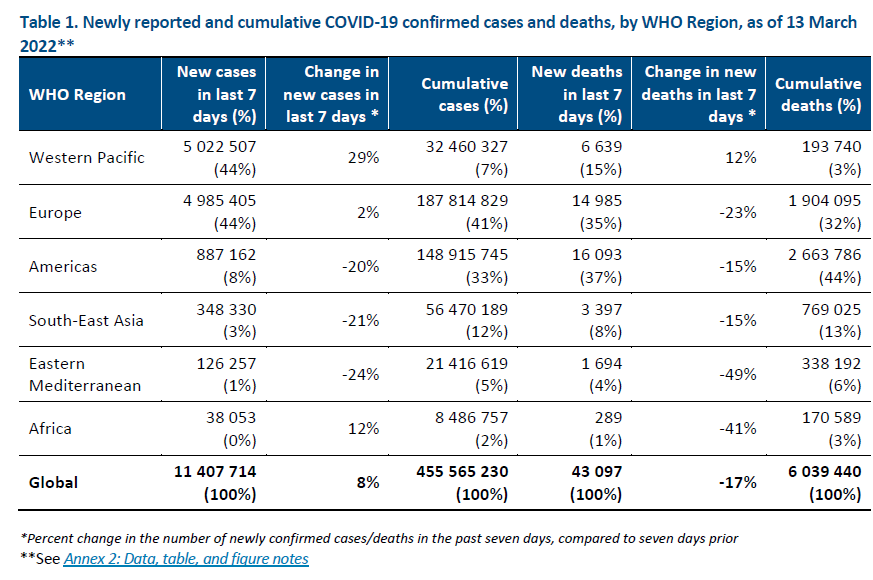 Table 1. Newly reported and cumulative COVID-19 confirmed cases and deaths, by WHO Region, as of 13 March
2022**
WHO Region
New cases
in last 7
days (%)
Change in
new cases in
last 7 days *
Cumulative
cases (%)
New deaths
in last 7
days (%)
Change in new
deaths in last 7
days *
Cumulative
deaths (%)
Western Pacific
5 022 507
(44%)
29%
32 460 327
(7%)
6 639
(15%)
12%
193 740
(3%)
Europe
4 985 405
(44%)
2%
187 814 829
(41%)
14 985
(35%)
-23%
1 904 095
(32%)
Americas
887 162
(8%)
-20%
148 915 745
(33%)
16 093
(37%)
-15%
2 663 786
(44%)
South-East Asia
348 330
(3%)
-21%
56 470 189
(12%)
3 397
(8%)
-15%
769 025
(13%)
Eastern
Mediterranean
126 257
(1%)
-24%
21 416 619
(5%)
1 694
(4%)
-49%
338 192
(6%)
Africa
38 053
(0%)
12%
8 486 757
(2%)
289
(1%)
-41%
170 589
(3%)
Global
11 407 714
(100%)
8%
455 565 230
(100%)
43 097
(100%)
-17%
6 039 440
(100%)
*Percent change in the number of newly confirmed cases/deaths in the past seven days, compared to seven days prior
**See Annex 2: Data, table, and figure notes